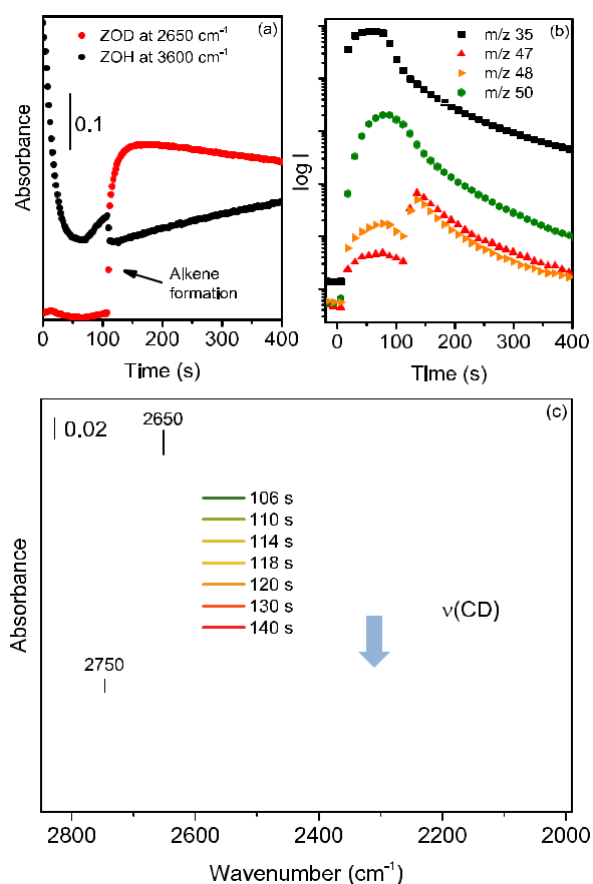 ZOD at 2650 cm⁻¹ (a)
ZOH at 3600 cm⁻¹
0.1
Absorbance
Alkene
formation
0 100 200 300 400
Time (s)
(b)
m/z 35
m/z 47
m/z 48
m/z 50
log I
0 100 200 300 400
TIme (s)
(c)
0.02
2650
106 s
110 s
114 s
118 s
120 s
130 s
140 s
ν(CD)
2750
Absorbance
2800 2600 2400 2200 2000
Wavenumber (cm⁻¹)